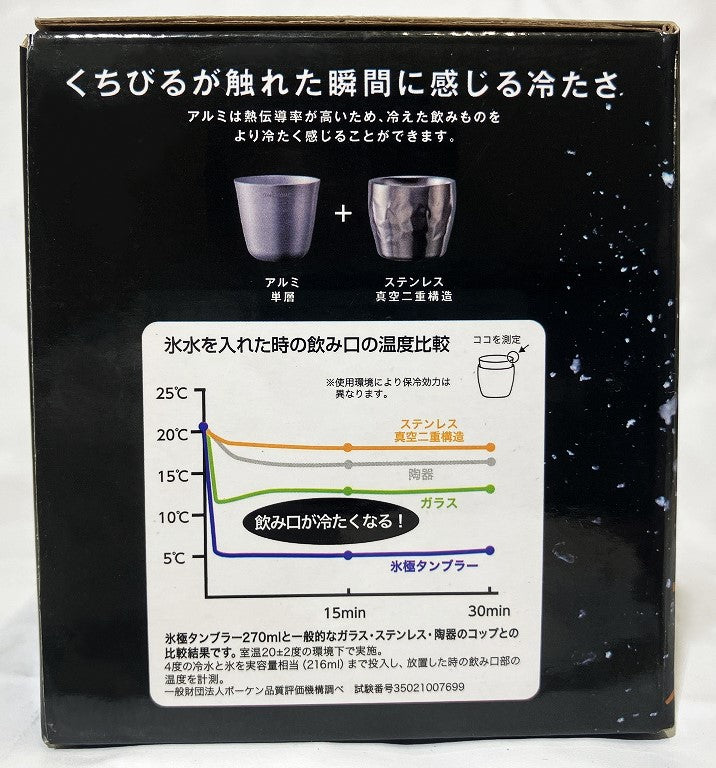 くちびるが触れた瞬間に感じる冷たさ.
アルミは熱伝導率が高いため、冷えた飲みものを
より冷たく感じることができます。
+
アルミ
単層
ステンレス
真空二重構造
氷水を入れた時の飲み口の温度比較
ココを測定
※使用環境により保冷効力は
異なります。
25℃
20℃
15℃
10℃
5℃
ステンレス
真空二重構造
陶器
ガラス
飲み口が冷たくなる！
氷極タンブラー
15min
30min
氷極タンブラー270mlと一般的なガラス・ステンレス・陶器のコップとの
比較結果です。室温20±2度の環境下で実施。
4度の冷水と氷を実容量相当（216ml）まで投入し、放置した時の飲み口部の
温度を計測。
一般財団法人ボーケン品質評価機構調べ　試験番号35021007699